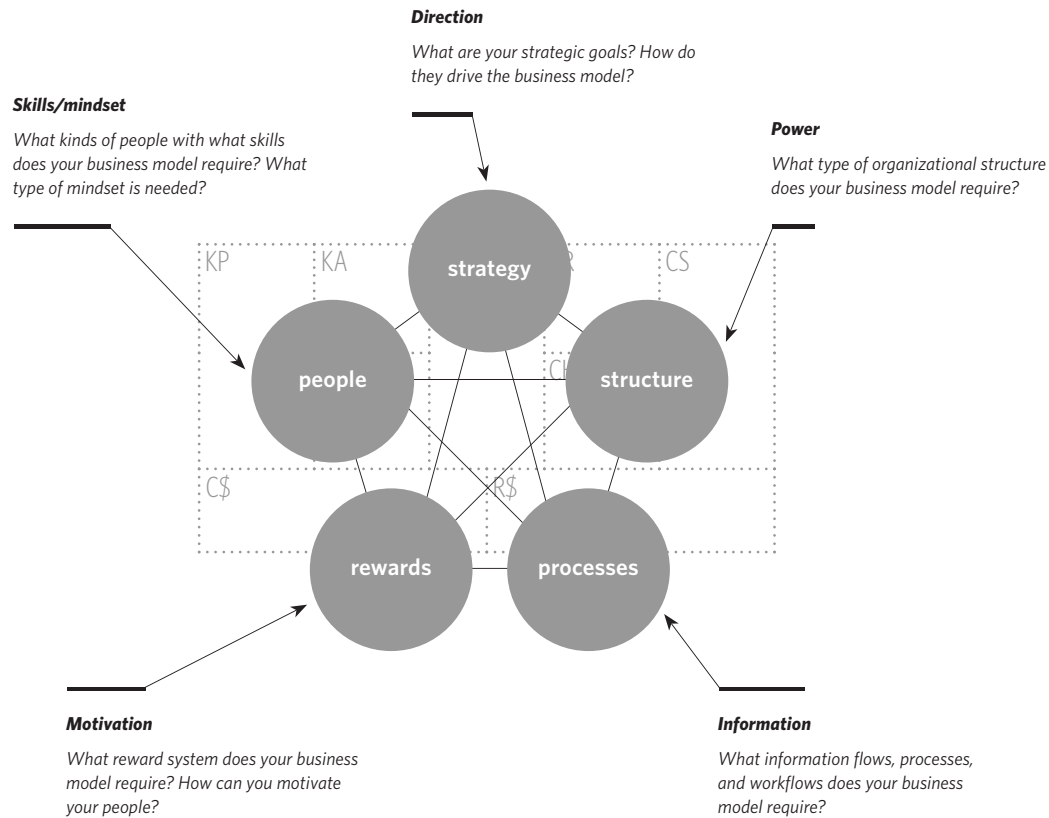 Direction
What are your strategic goals? How do
they drive the business model?
Skills/mindset
What kinds of people with what skills
does your business model require? What
type of mindset is needed?
Power
What type of organizational structure
does your business model require?
strategy
KP
KA
R
CS
people
CH
structure
C$
R$
rewards
processes
Motivation
What reward system does your business
model require? How can you motivate
your people?
Information
What information flows, processes,
and workflows does your business
model require?